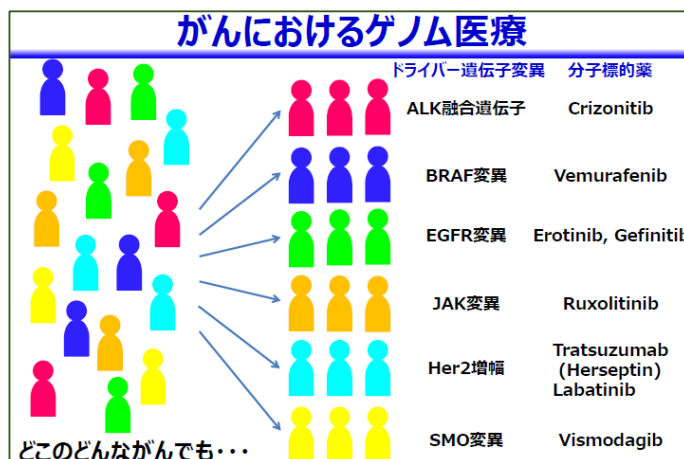 がんにおけるゲノム医療
ドライバー遺伝子変異 分子標的薬
ALK融合遺伝子 Crizonitib
BRAF変異 Vemurafenib
EGFR変異 Erotinib, Gefinitib
JAK変異 Ruxolitinib
Her2増幅 Tratsuzumab
(Herseptin)
Labatinib
SMO変異 Vismodagib
どこのどんながんでも・・・